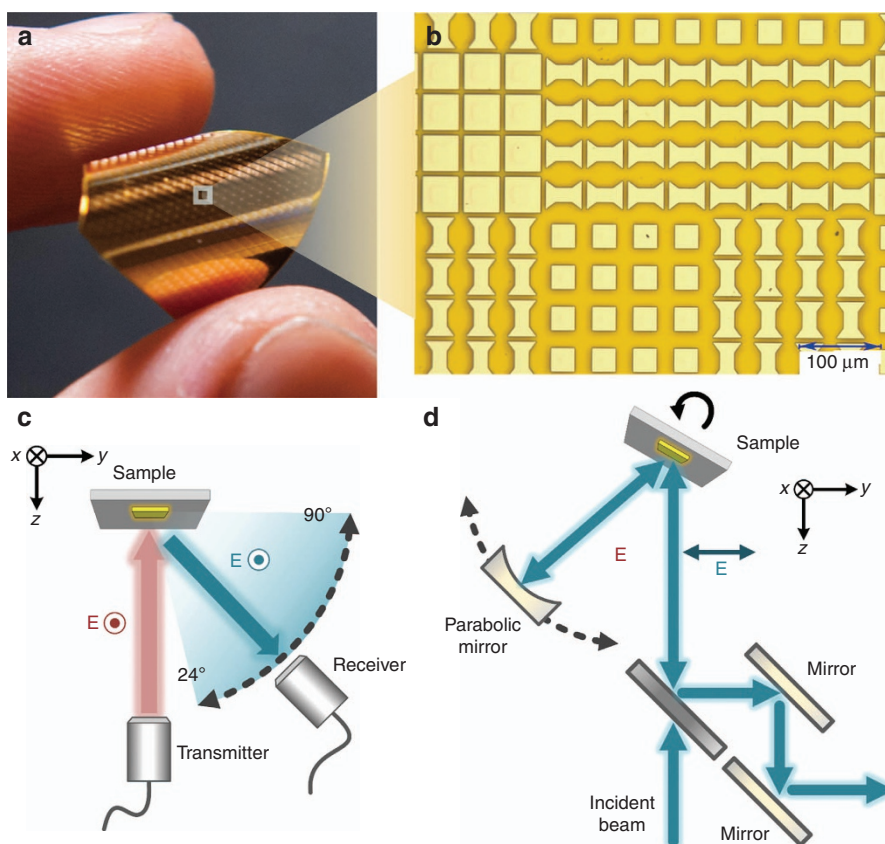 a
b
100 μm
c
x
y
z
Sample
90°
E
E
24°
Receiver
Transmitter
d
Sample
x
y
z
E
E
Parabolic
mirror
Mirror
Incident
beam
Mirror